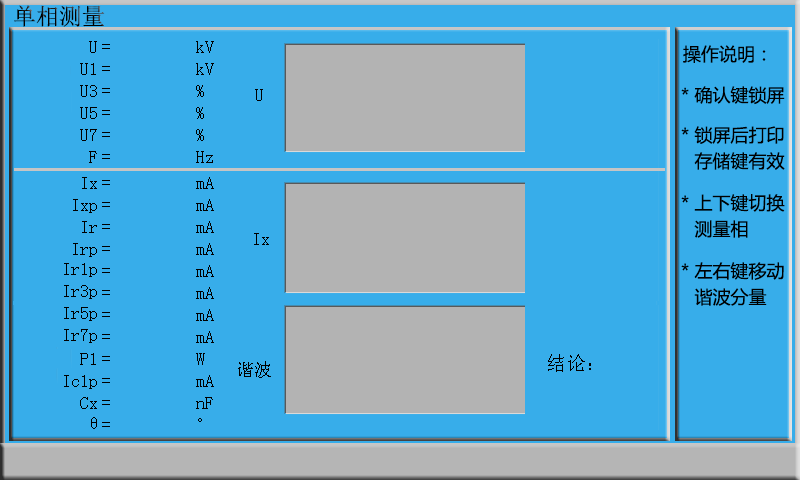 单相测量
U= kV
U1= kV
U3= %
U5= %
U7= %
F= Hz
U
Ix= mA
Ixp= mA
Ir= mA
Irp= mA
Ir1p= mA
Ir3p= mA
Ir5p= mA
Ir7p= mA
P1= W
Ic1p= mA
Cx= nF
θ= °
Ix
谐波
结论:
操作说明：
* 确认键锁屏
* 锁屏后打印
存储键有效
* 上下键切换
测量相
* 左右键移动
谐波分量